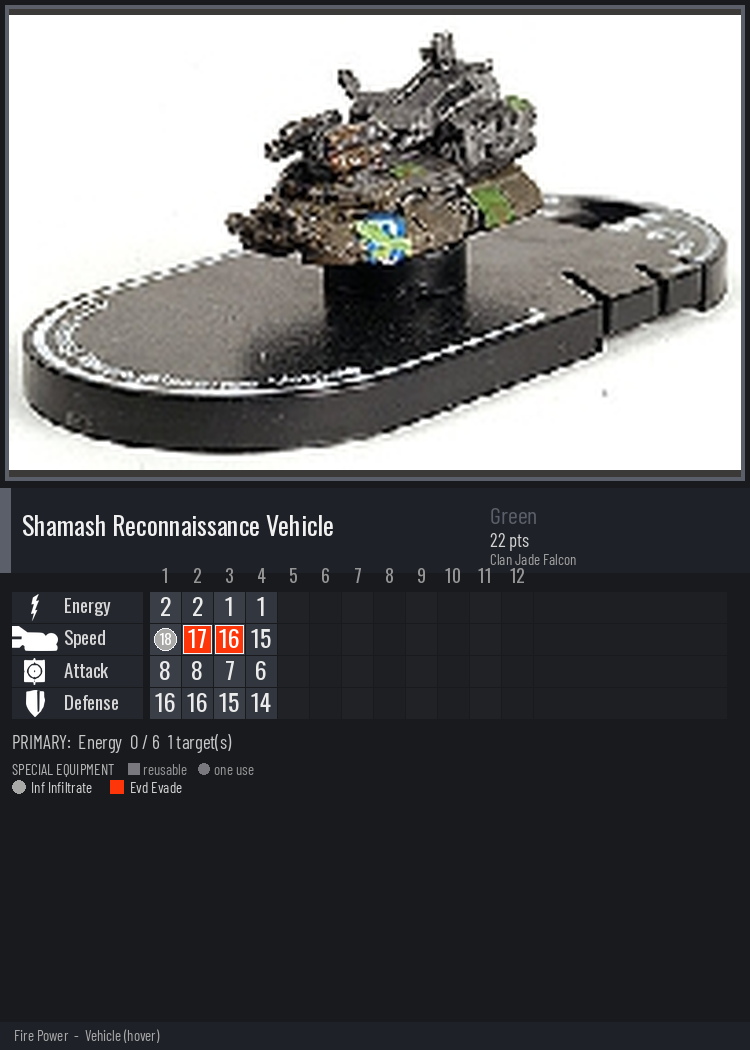 Shamash Reconnaissance Vehicle
Green
22 pts
Clan Jade Falcon
1 2 3 4 5 6 7 8 9 10 11 12
Energy 2 2 1 1
Speed 18 17 16 15
Attack 8 8 7 6
Defense 16 16 15 14
PRIMARY: Energy 0 / 6 1 target(s)
SPECIAL EQUIPMENT reusable one use
Inf Infiltrate Evd Evade
Fire Power - Vehicle (hover)